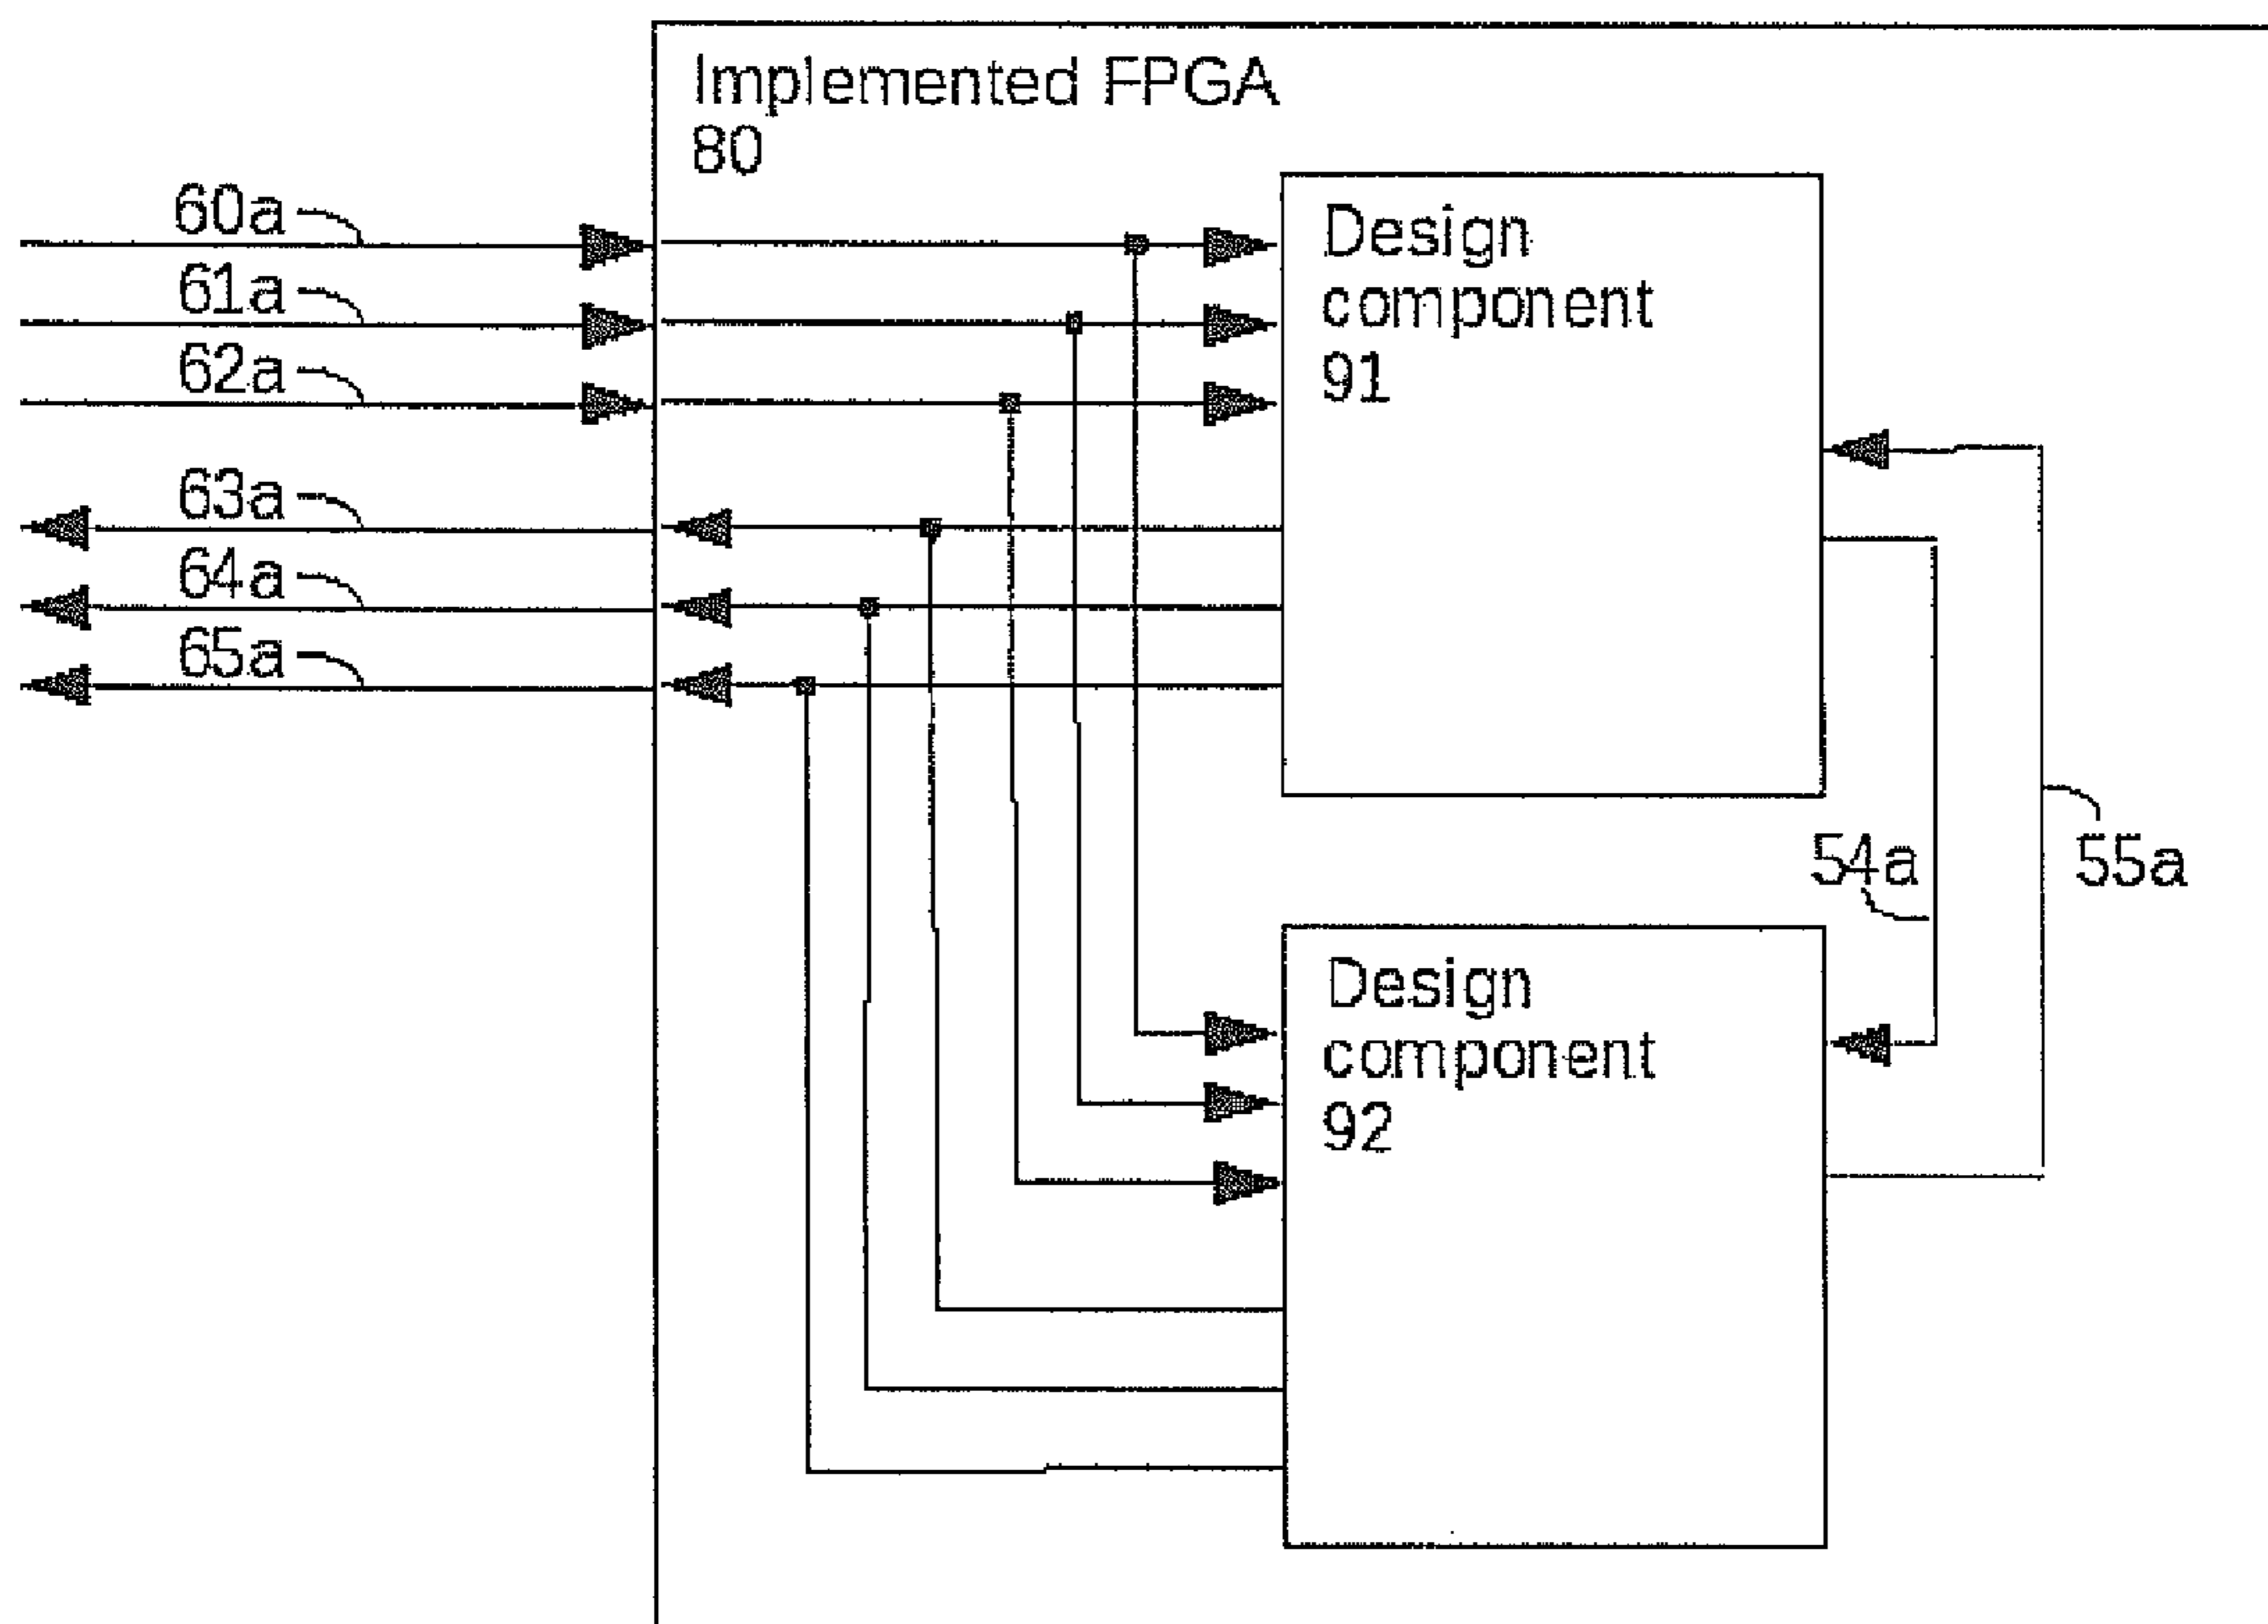 Implemented FPGA
80
60a
61a
62a
63a
64a
65a
Design
component
91
54a
55a
Design
component
92